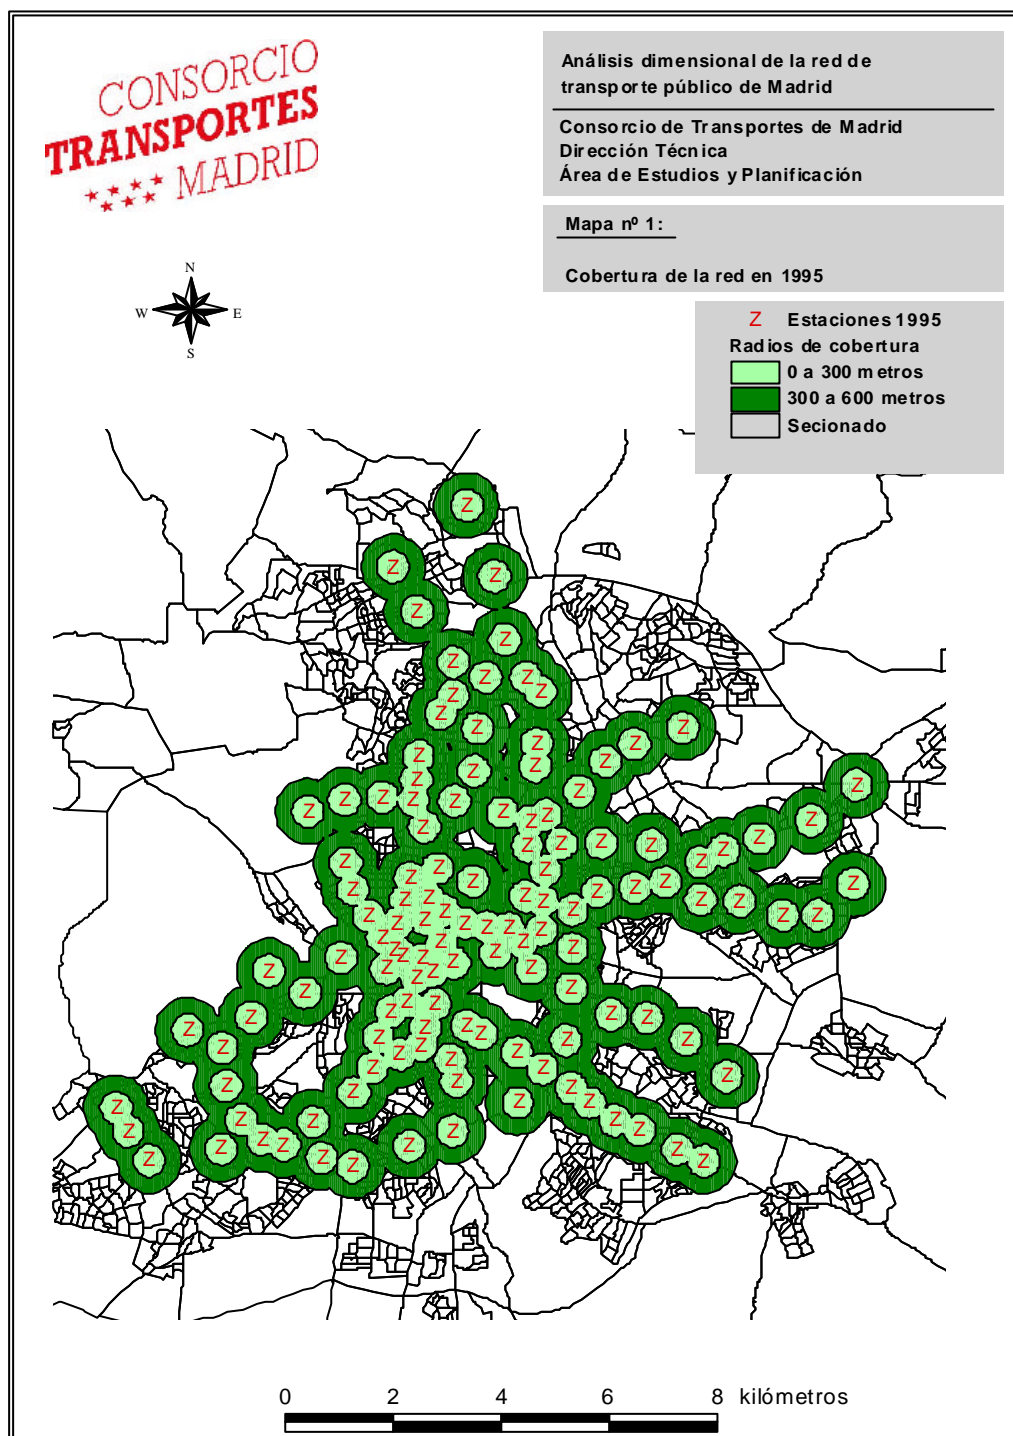 CONSORCIO
TRANSPORTES
MADRID
Análisis dimensional de la red de
transporte público de Madrid
Consorcio de Transportes de Madrid
Dirección Técnica
Área de Estudios y Planificación
Mapa nº 1:
Cobertura de la red en 1995
N
W E
S
Z Estaciones 1995
Radios de cobertura
0 a 300 metros
300 a 600 metros
Secionado
0 2 4 6 8 kilómetros